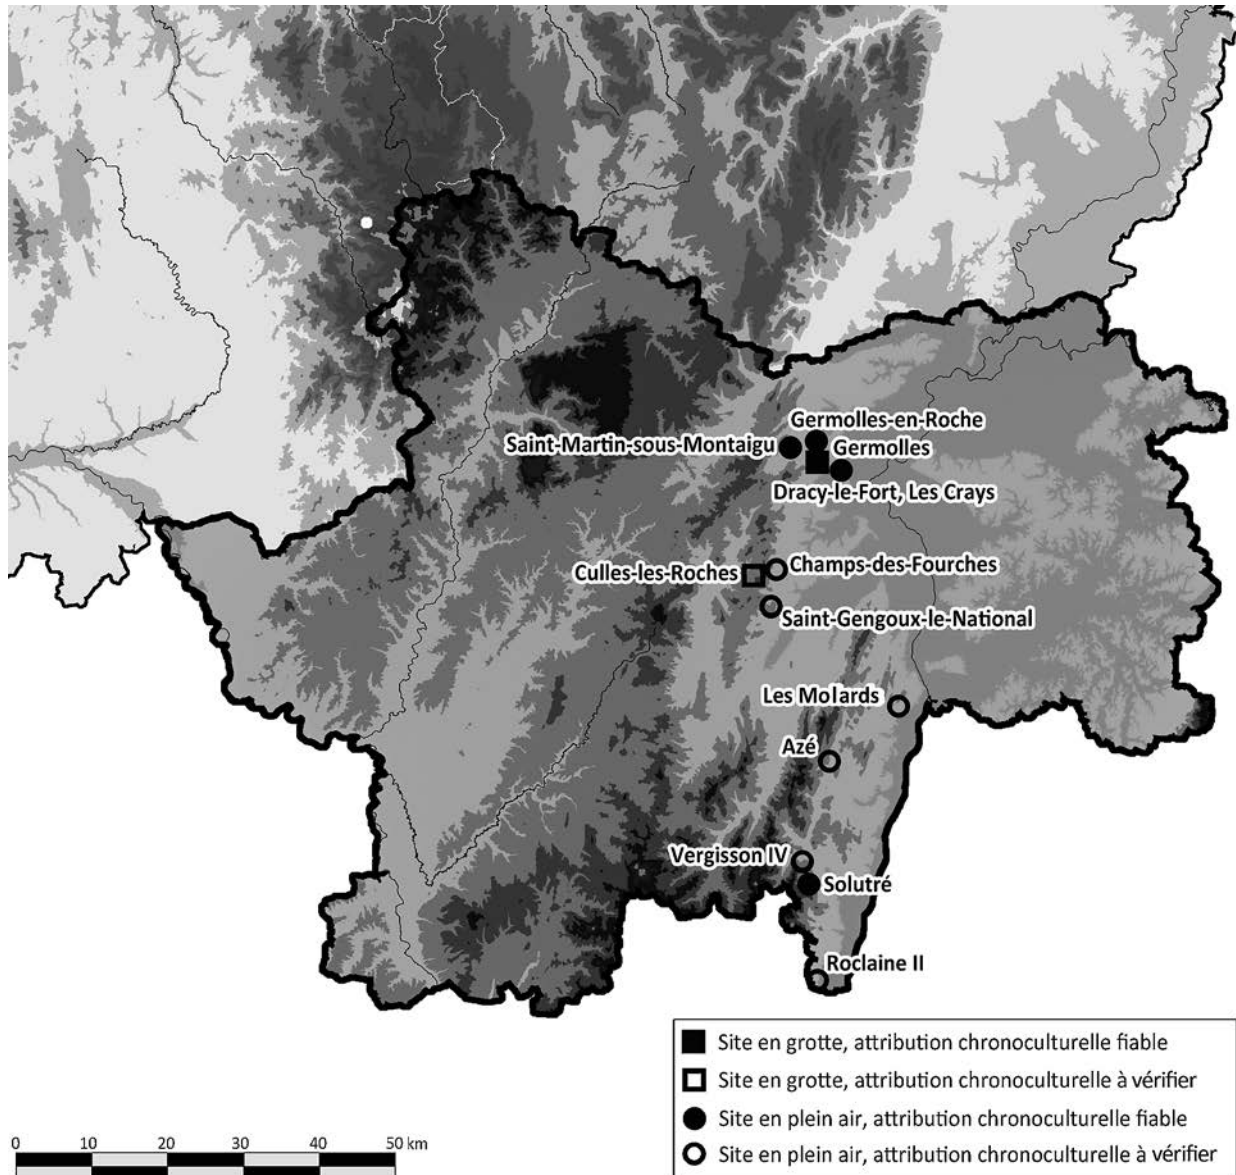 Germolles-en-Roche
Saint-Martin-sous-Montaigu
Germolles
Dracy-le-Fort, Les Crays
Champs-des-Fourches
Culles-les-Roches
Saint-Gengoux-le-National
Les Molards
Azé
Vergisson IV
Solutré
Roclaine II
Site en grotte, attribution chronoculturelle fiable
Site en grotte, attribution chronoculturelle à vérifier
Site en plein air, attribution chronoculturelle fiable
Site en plein air, attribution chronoculturelle à vérifier
0 10 20 30 40 50 km